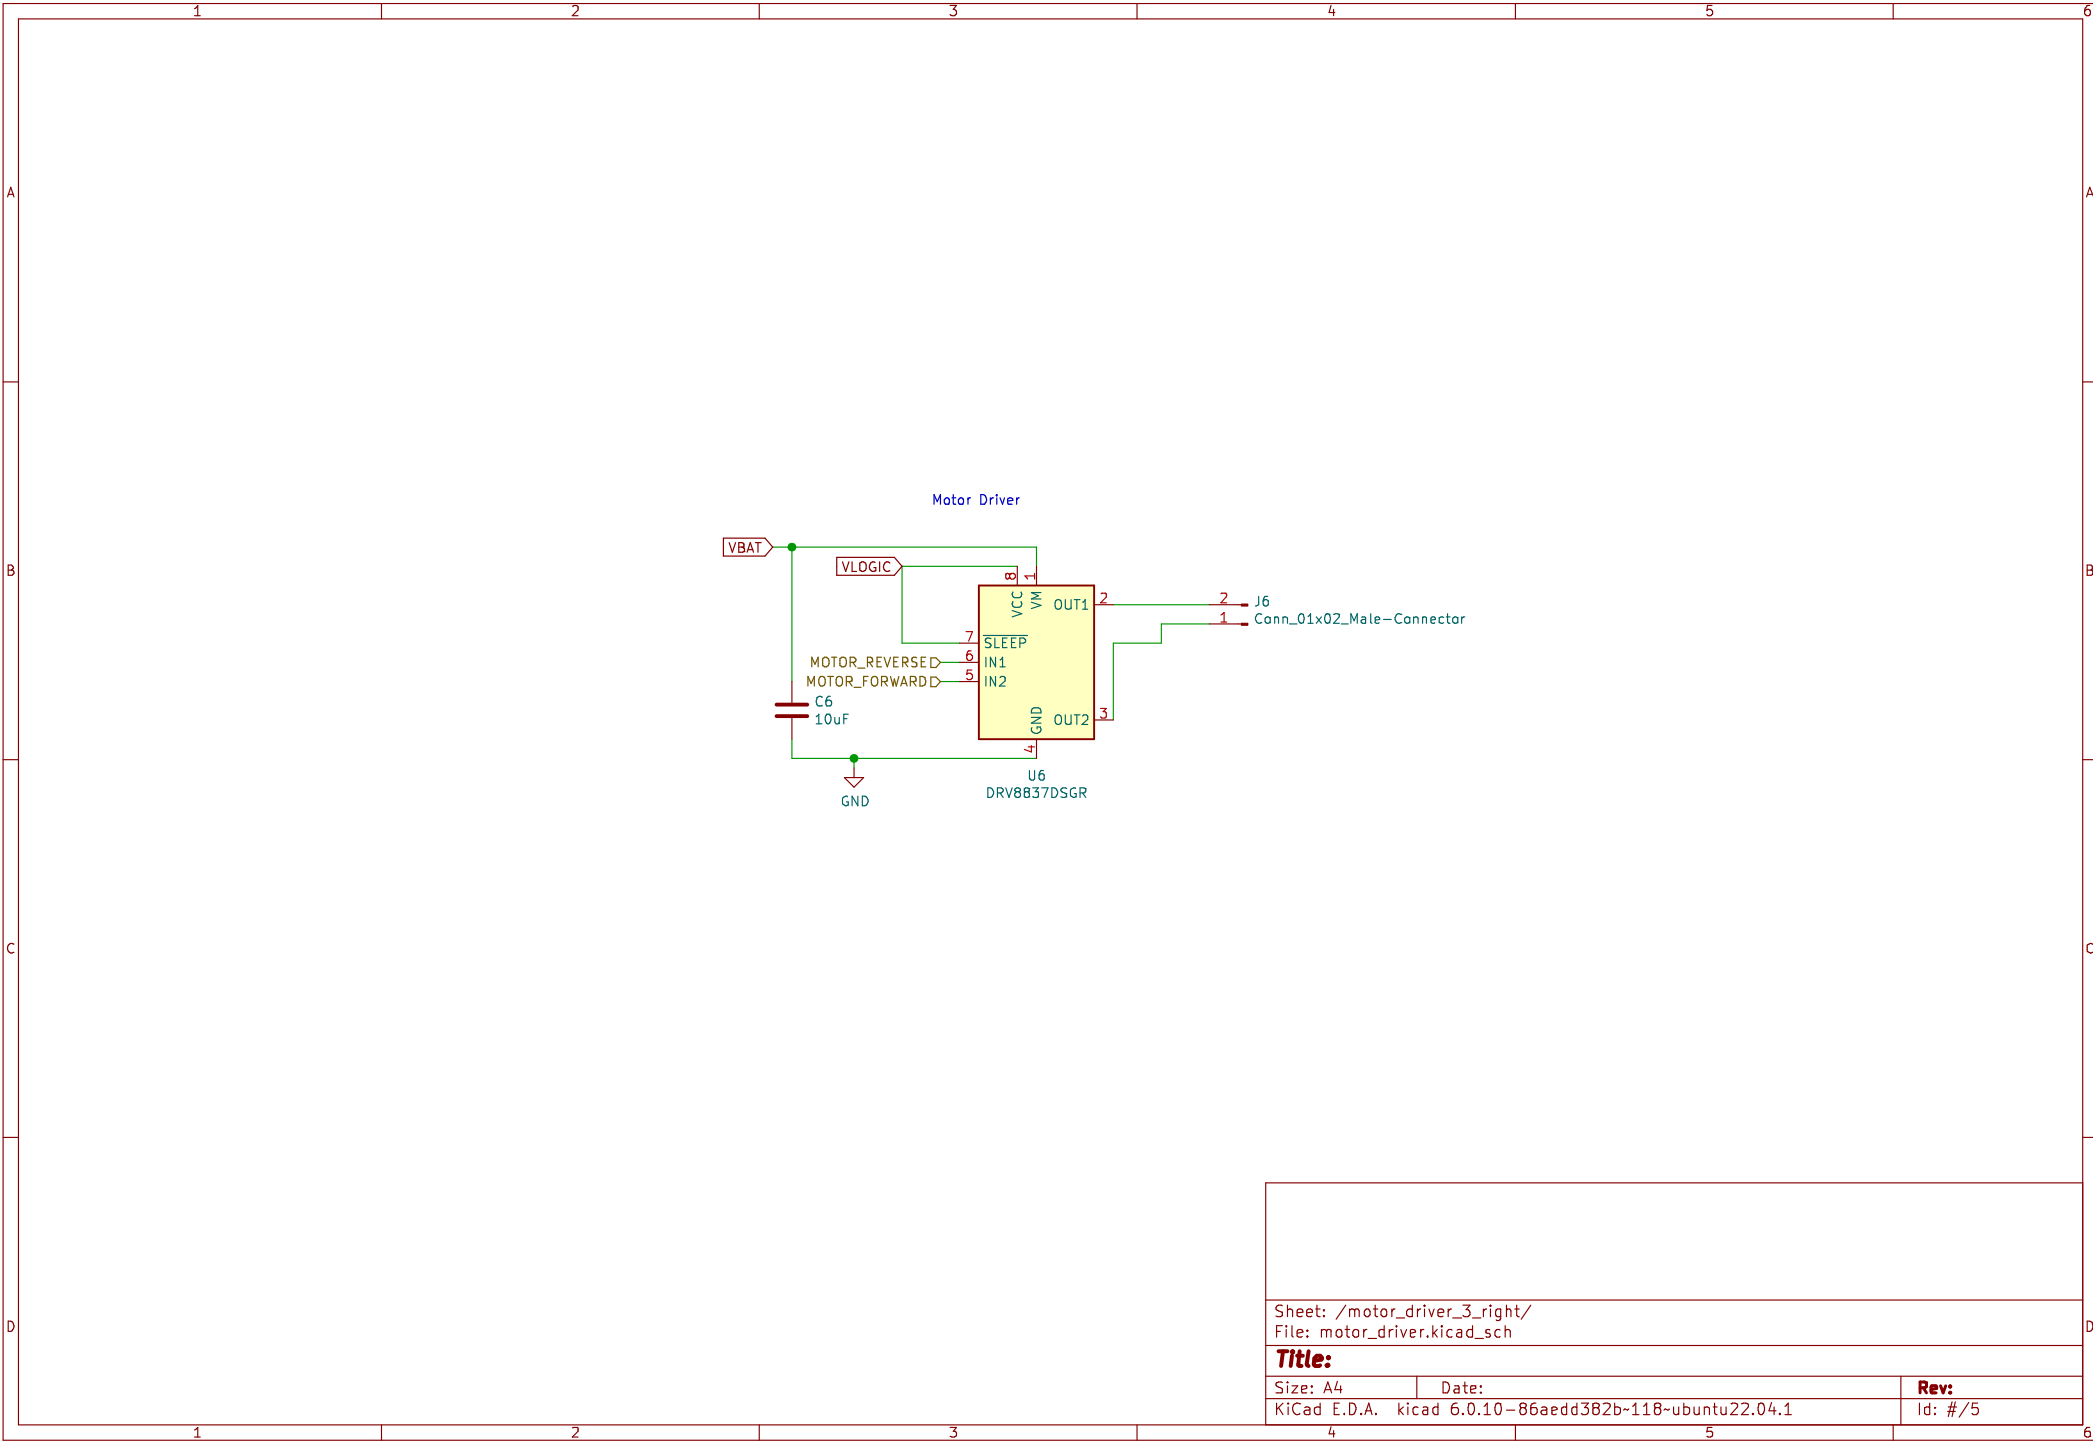 1 2 3 4 5 6
A A
Motor Driver
VBAT
VLOGIC
B B
8 1
VCC VM
OUT1 2
2 J6
1 Conn_01x02_Male-Connector
7 SLEEP
MOTOR_REVERSE 6 IN1
MOTOR_FORWARD 5 IN2
C6
10uF
GND OUT2 3
4
U6
DRV8837DSGR
GND
C C
D D
Sheet: /motor_driver_3_right/
File: motor_driver.kicad_sch
Title:
Size: A4 Date: Rev:
KiCad E.D.A. kicad 6.0.10-86aedd382b~118~ubuntu22.04.1 Id: #/5
1 2 3 4 5 6